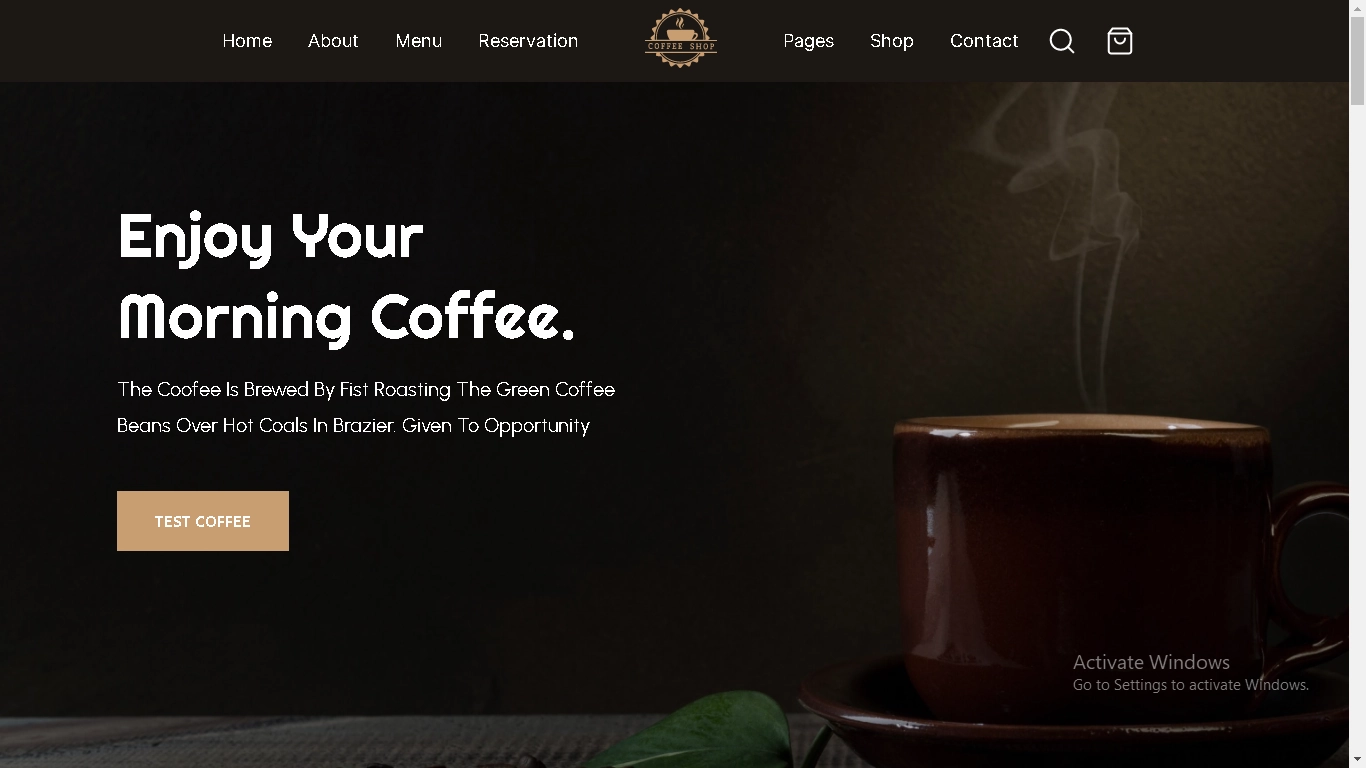 Home About Menu Reservation
COFFEE SHOP
Pages Shop Contact
Enjoy Your
Morning Coffee.
The Coofee Is Brewed By Fist Roasting The Green Coffee
Beans Over Hot Coals In Brazier. Given To Opportunity
TEST COFFEE
Activate Windows
Go to Settings to activate Windows.